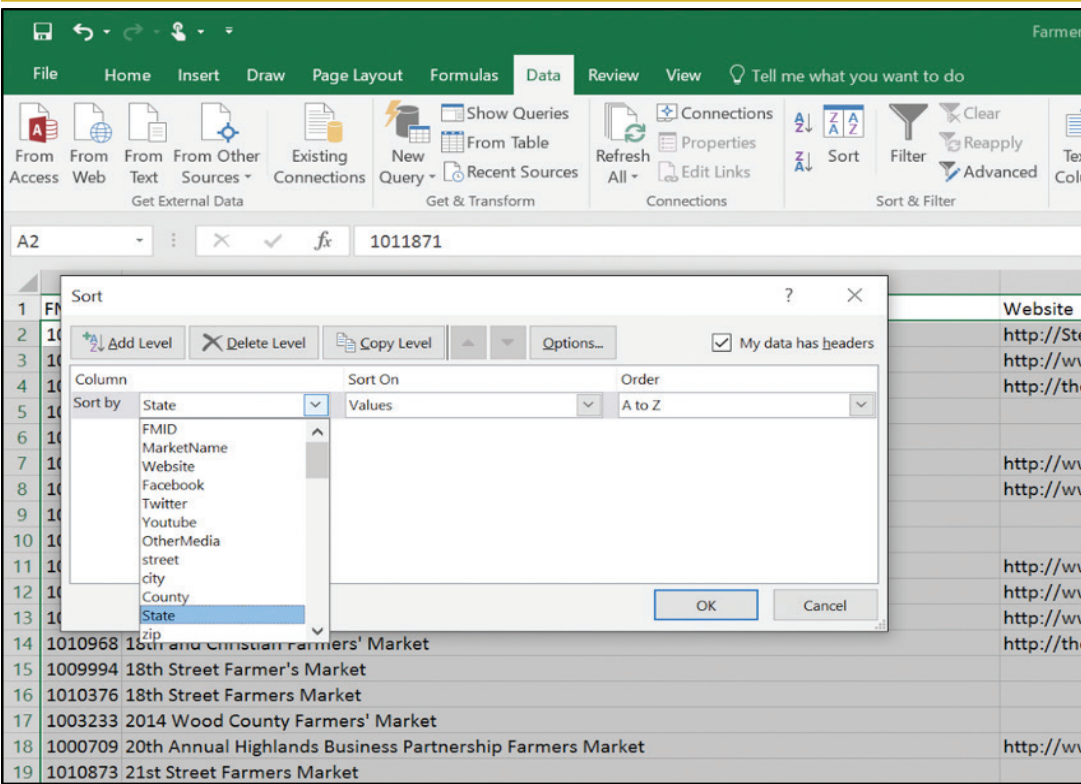 Farmer
File Home Insert Draw Page Layout Formulas Data Review View Tell me what you want to do
From Access
From Web
From Text
From Other Sources
Existing Connections
Get External Data
New Query
Show Queries
From Table
Recent Sources
Get & Transform
Refresh All
Connections
Properties
Edit Links
Connections
Sort
Filter
Clear
Reapply
Advanced
Sort & Filter
A2 fx 1011871
Sort ? ×
Add Level Delete Level Copy Level Options... My data has headers
Column Sort On Order
Sort by State Values A to Z
FMID
MarketName
Website
Facebook
Twitter
Youtube
OtherMedia
street
city
County
State
zip
OK Cancel
1 Website
2
3
4
5
6
7
8
9
10
11
12
13
14 1010968 18th and Christian Farmers' Market
15 1009994 18th Street Farmer's Market
16 1010376 18th Street Farmers Market
17 1003233 2014 Wood County Farmers' Market
18 1000709 20th Annual Highlands Business Partnership Farmers Market
19 1010873 21st Street Farmers Market